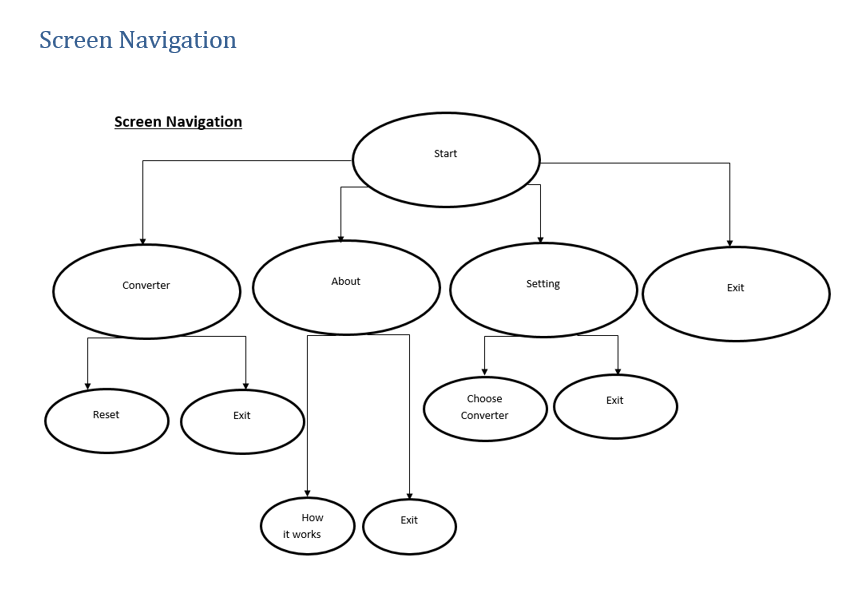 Screen Navigation
Screen Navigation
Start
Converter
About
Setting
Exit
Reset
Exit
Choose
Converter
Exit
How
it works
Exit